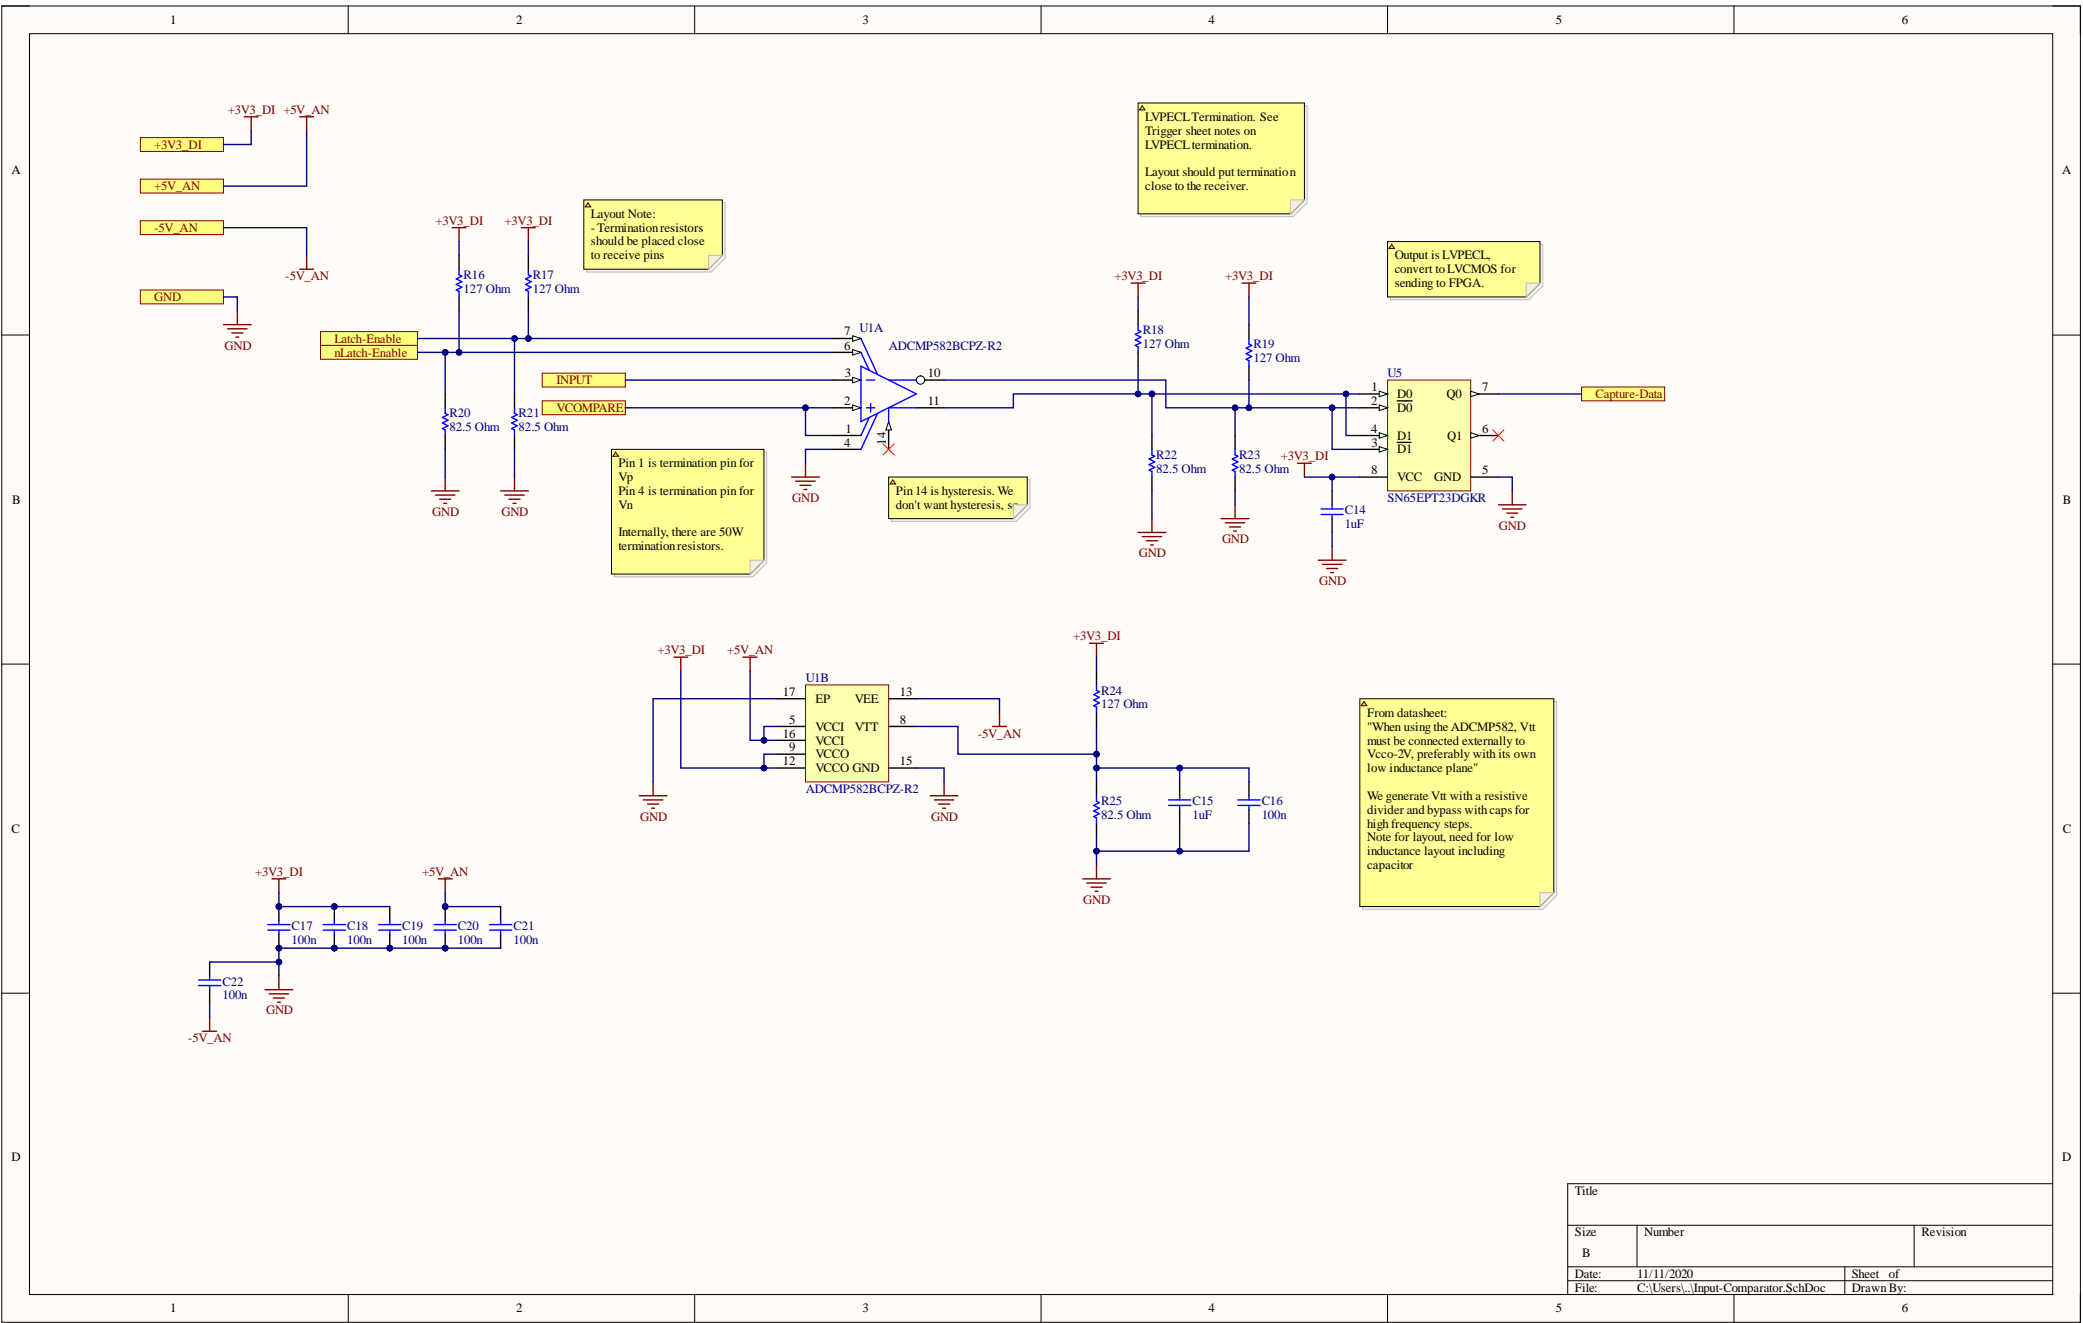 1 2 3 4 5 6
A
A
+3V3_DI +5V_AN
+3V3_DI
+5V_AN
-5V_AN
-5V_AN
GND
GND
LVPECL Termination. See
Trigger sheet notes on
LVPECL termination.
Layout should put termination
close to the receiver.
+3V3_DI +3V3_DI
Layout Note:
- Termination resistors
should be placed close
to receive pins
R16
127 Ohm
R17
127 Ohm
Output is LVPECL,
convert to LVCMOS for
sending to FPGA.
+3V3_DI +3V3_DI
R18
127 Ohm
R19
127 Ohm
Latch-Enable
nLatch-Enable
INPUT
VCOMPARE
U1A
ADCMP582BCPZ-R2
7
6
3
2
1
4
10
11
14
R20
82.5 Ohm
R21
82.5 Ohm
GND GND
GND
Pin 1 is termination pin for
Vp
Pin 4 is termination pin for
Vn
Internally, there are 50W
termination resistors.
Pin 14 is hysteresis. We
don't want hysteresis, so
R22
82.5 Ohm
R23
82.5 Ohm
GND
GND
U5
1 D0 Q0 7
2 D0
4 D1 Q1 6
3 D1
8 VCC GND 5
SN65EPT23DGKR
Capture-Data
+3V3_DI
C14
1uF
GND
GND
B
B
+3V3_DI +5V_AN
U1B
17 EP VEE 13
5 VCCI VTT 8
16 VCCI
9 VCCO
12 VCCO GND 15
ADCMP582BCPZ-R2
GND
GND
-5V_AN
+3V3_DI
R24
127 Ohm
R25
82.5 Ohm
C15
1uF
C16
100n
GND
From datasheet:
"When using the ADCMP582, Vtt
must be connected externally to
Vcco-2V, preferably with its own
low inductance plane"
We generate Vtt with a resistive
divider and bypass with caps for
high frequency steps.
Note for layout, need for low
inductance layout including
capacitor
C
C
+3V3_DI +5V_AN
C17
100n
C18
100n
C19
100n
C20
100n
C21
100n
C22
100n
GND
-5V_AN
D
D
Title
Size
B
Number
Revision
Date: 11/11/2020 Sheet of
File: C:\Users\..\Input-Comparator.SchDoc Drawn By:
1 2 3 4 5 6